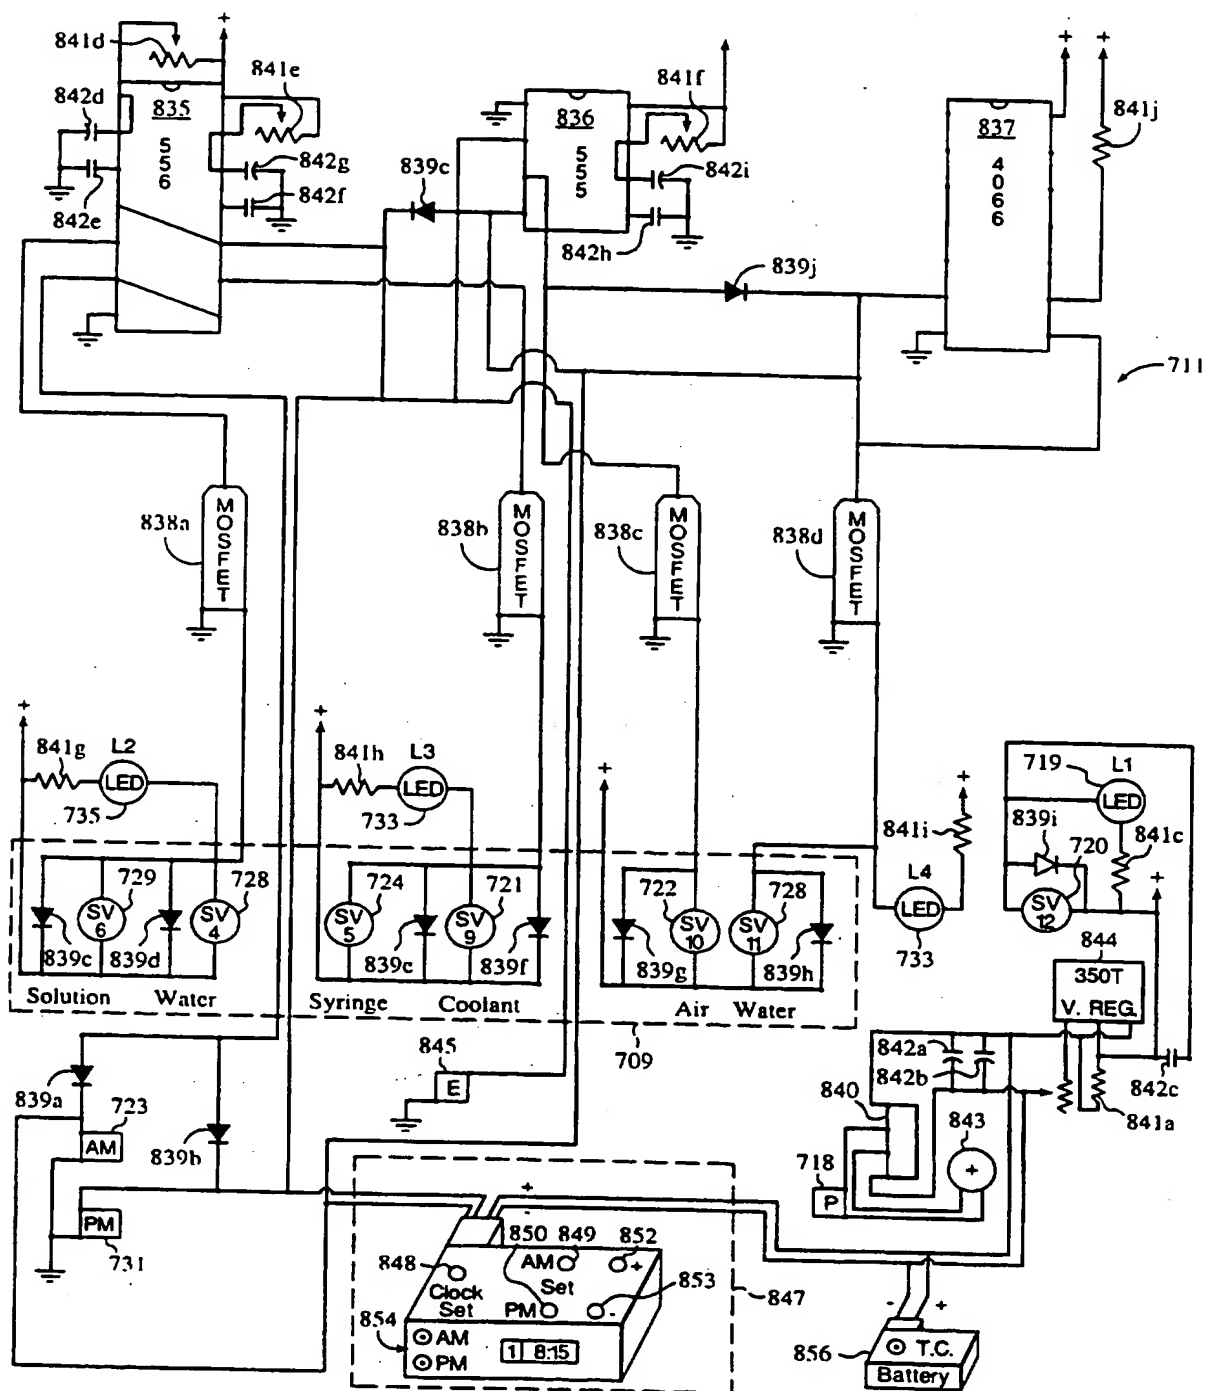 +
+
+
841d
841e
841f
842d
835
836
837
841j
556
555
4066
842g
842i
842e
842f
839c
842h
839j
711
838a
MOSFET
838b
MOSFET
838c
MOSFET
838d
MOSFET
+
+
+
+
841g
L2
LED
735
841h
L3
LED
733
719
L1
LED
839i
720
841c
+
841i
L4
LED
733
SV
12
844
350T
V. REG.
729
728
SV
6
SV
4
839c
839d
Solution
Water
724
721
SV
5
SV
9
839e
839f
Syringe
Coolant
722
728
SV
10
SV
11
839g
839h
Air
Water
709
845
E
842a
842b
842c
841a
840
843
+
718
P
839a
723
AM
839b
PM
731
+
-
850
849
852
848
AM
+
Clock
Set
Set
853
PM
-
847
854
AM
PM
1 8:15
-
+
856
T.C.
Battery